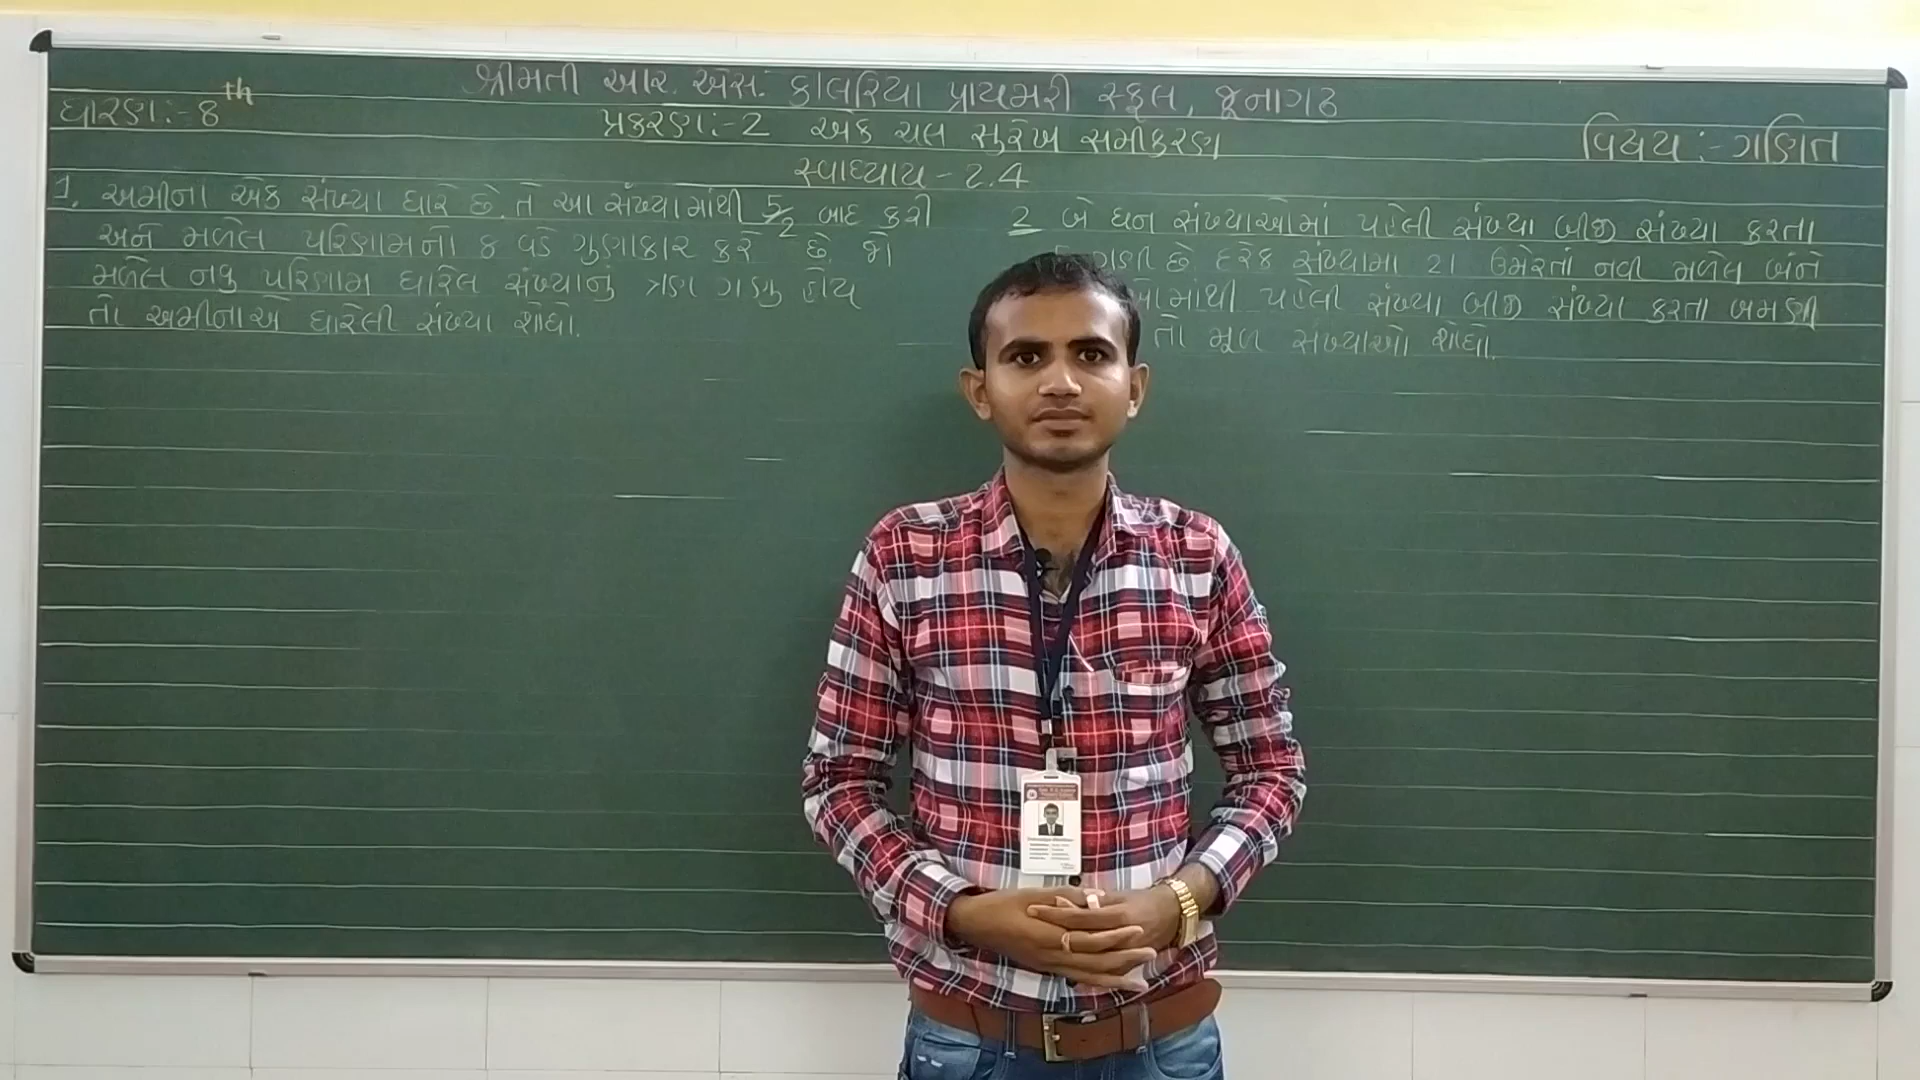 શ્રીમતી આર. એસ. કાલરિયા પ્રાયમરી સ્કૂલ, જૂનાગઢ
ધોરણ:- 8th
પ્રકરણ:-2 એક ચલ સુરેખ સમીકરણ
વિષય:- ગણિત
સ્વાધ્યાય - 2.4
1. અમીના એક સંખ્યા ધારે છે. તે આ સંખ્યામાંથી 5/2 બાદ કરી
અને મળેલ પરિણામનો 8 વડે ગુણાકાર કરે છે. જો
મળેલ નવુ પરિણામ ધારેલ સંખ્યાનું ત્રણ ગણુ હોય
તો અમીનાએ ધારેલી સંખ્યા શોધો.
2 બે ધન સંખ્યાઓમાં પહેલી સંખ્યા બીજી સંખ્યા કરતા
ગણી છે. દરેક સંખ્યામા 21 ઉમેરતાં નવી મળેલ બંને
પહેલી સંખ્યા બીજી સંખ્યા કરતા બમણી
તો મૂળ સંખ્યાઓ શોધો.